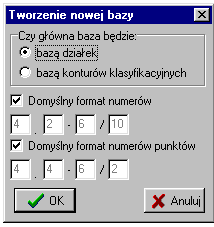 Tworzenie nowej bazy
Czy główna baza będzie:
bazą działek
bazą konturów klasyfikacyjnych
Domyślny format numerów
4 . 2 - 6 / 10
Domyślny format numerów punktów
4 . 4 - 6 / 2
OK Anuluj